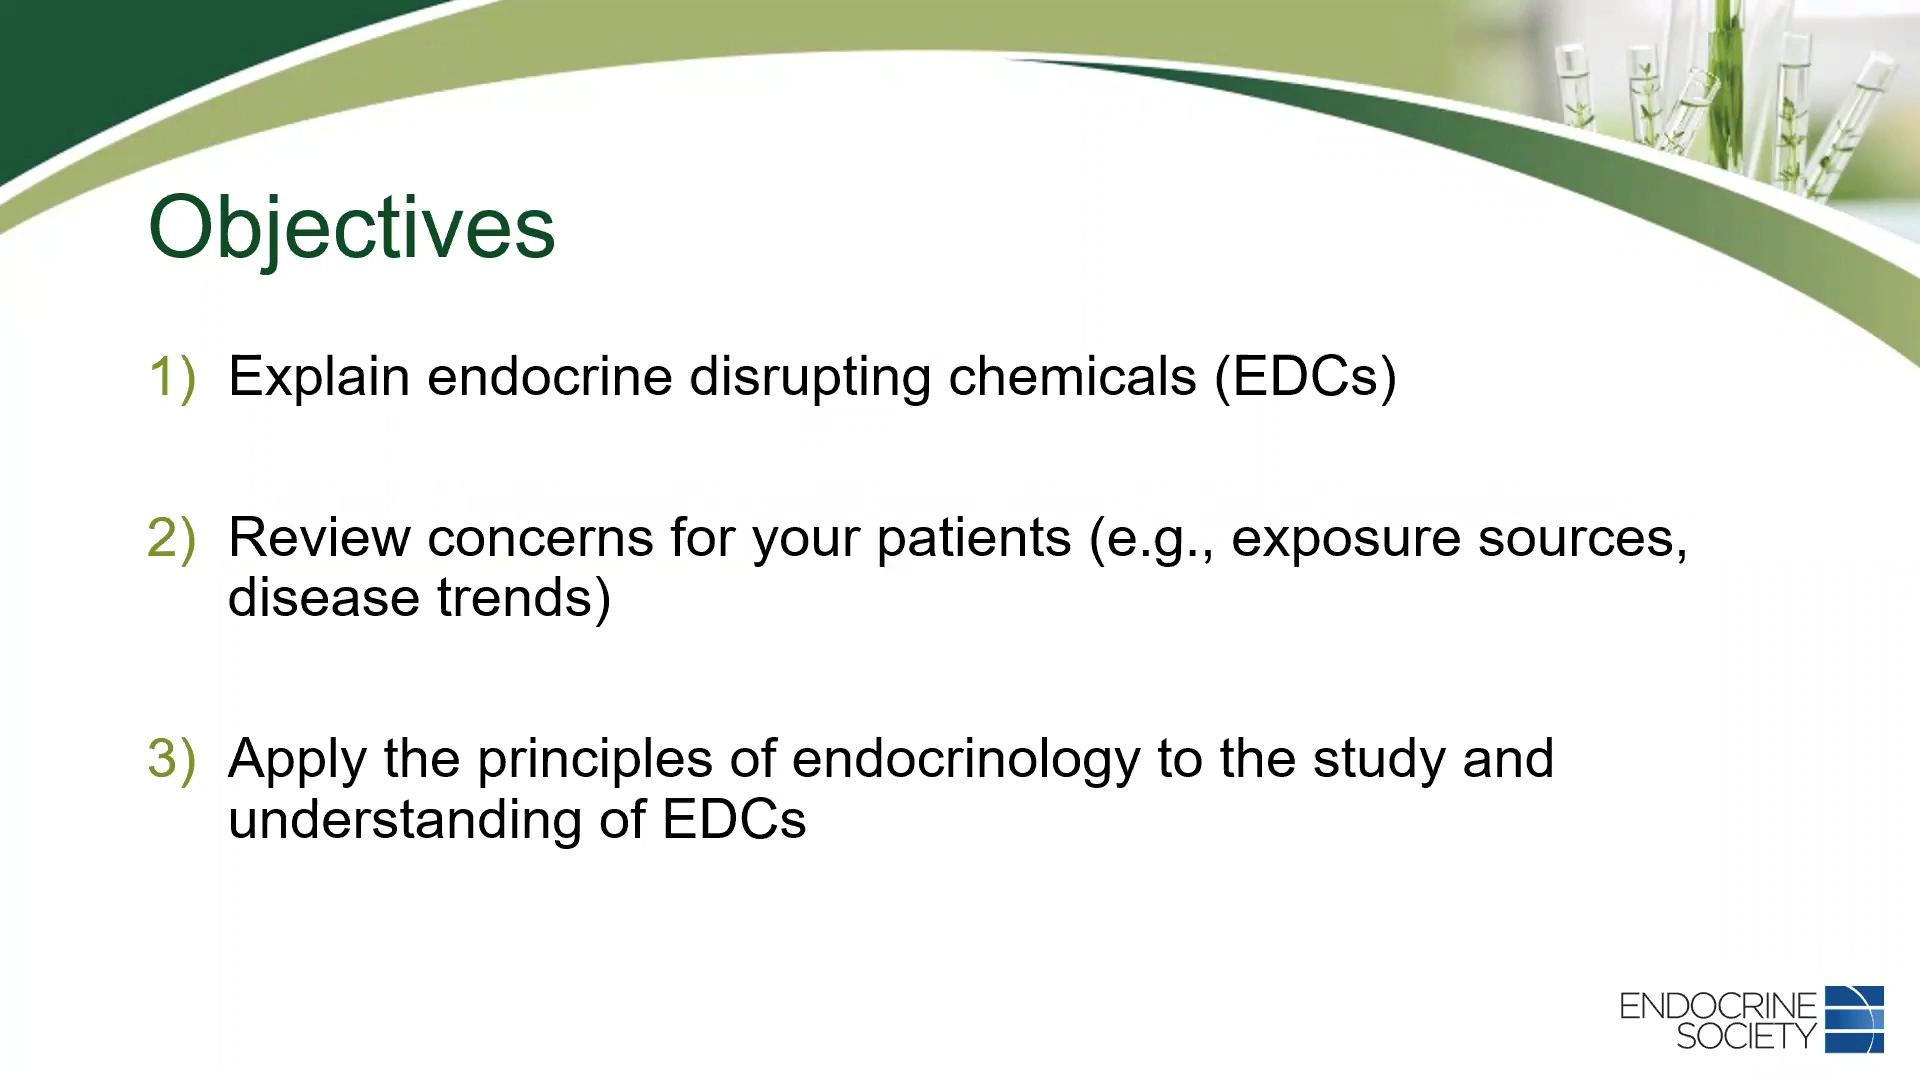 Objectives
1) Explain endocrine disrupting chemicals (EDCs)
2) Review concerns for your patients (e.g., exposure sources,
disease trends)
3) Apply the principles of endocrinology to the study and
understanding of EDCs
ENDOCRINE
SOCIETY